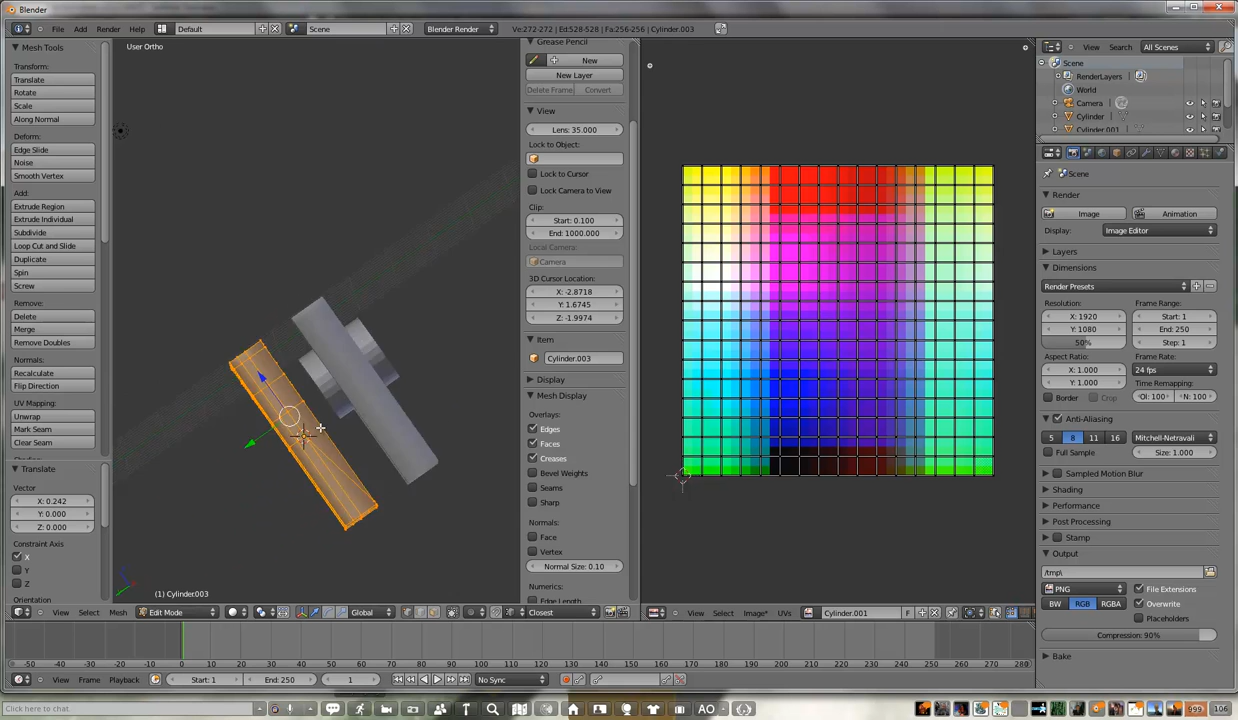 Blender
File
Add
Render
Help
Default
Scene
Blender Render
Ve:272-272 | Ed:528-528 | Fa:256-256 | Cylinder.003
Mesh Tools
Transform:
Translate
Rotate
Scale
Along Normal
Deform:
Edge Slide
Noise
Smooth Vertex
Add:
Extrude Region
Extrude Individual
Subdivide
Loop Cut and Slide
Duplicate
Spin
Screw
Remove:
Delete
Merge
Remove Doubles
Normals:
Recalculate
Flip Direction
UV Mapping:
Unwrap
Mark Seam
Clear Seam
Translate
Vector
X: 0.242
Y: 0.000
Z: 0.000
Constraint Axis
X
Y
Z
Orientation
User Ortho
(1) Cylinder.003
Grease Pencil
New
New Layer
Delete Frame
Convert
View
Lens: 35.000
Lock to Object:
Lock to Cursor
Lock Camera to View
Clip:
Start: 0.100
End: 1000.000
Local Camera:
Camera
3D Cursor Location:
X: -2.8718
Y: 1.6745
Z: -1.9974
Item
Cylinder.003
Display
Mesh Display
Overlays:
Edges
Faces
Creases
Bevel Weights
Seams
Sharp
Normals:
Face
Vertex
Normal Size: 0.10
Numerics:
Edge Length
View
Select
Mesh
Edit Mode
Global
Closest
View
Select
Image*
UVs
Cylinder.001
F
View
Search
All Scenes
Scene
RenderLayers
World
Camera
Cylinder
Cylinder.001
Scene
Render
Image
Animation
Display:
Image Editor
Layers
Dimensions
Render Presets
Resolution:
Frame Range:
X: 1920
Start: 1
Y: 1080
End: 250
50%
Step: 1
Aspect Ratio:
Frame Rate:
X: 1.000
24 fps
Y: 1.000
Time Remapping:
Border
Crop
:Ol: 100
N: 100
Anti-Aliasing
5
8
11
16
Mitchell-Netravali
Full Sample
Size: 1.000
Sampled Motion Blur
Shading
Performance
Post Processing
Stamp
Output
/tmp\
PNG
File Extensions
BW
RGB
RGBA
Overwrite
Placeholders
Compression: 90%
Bake
-50 -40 -30 -20 -10 0 10 20 30 40 50 60 70 80 90 100 110 120 130 140 150 160 170 180 190 200 210 220 230 240 250 260 270 280
View
Frame
Playback
Start: 1
End: 250
1
No Sync
Click here to chat.
AO
999
106